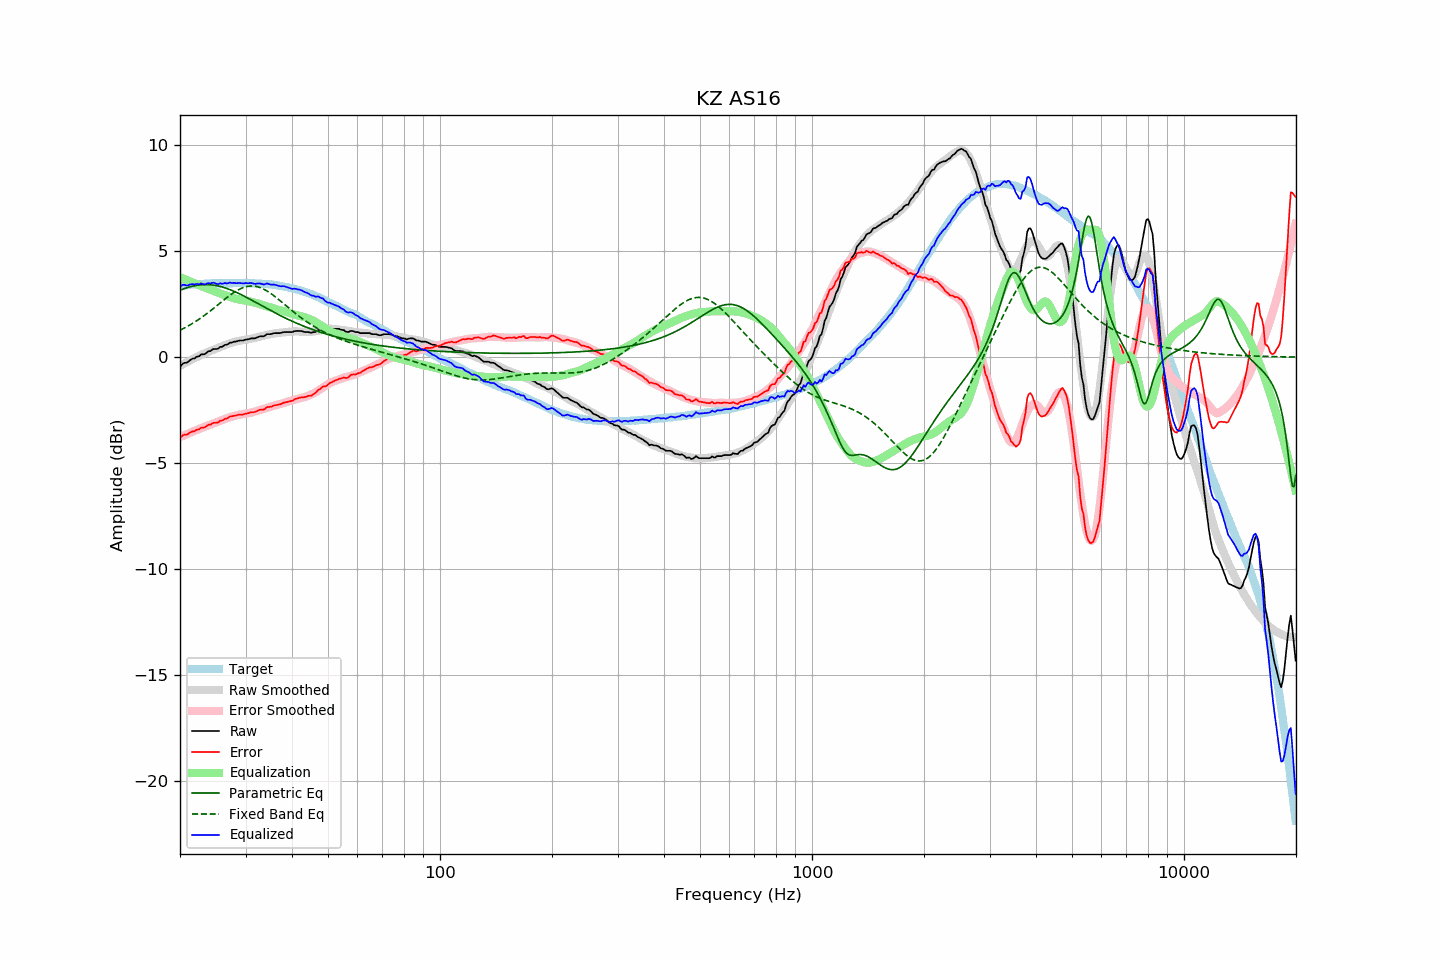 KZ AS16
10
5
0
−5
−10
−15
−20
Amplitude (dBr)
Target
Raw Smoothed
Error Smoothed
Raw
Error
Equalization
Parametric Eq
Fixed Band Eq
Equalized
100
1000
10000
Frequency (Hz)